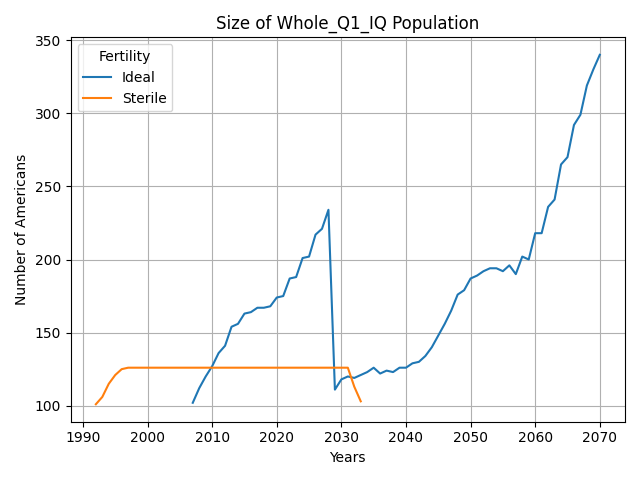 Size of Whole_Q1_IQ Population
Fertility
Ideal
Sterile
Number of Americans
350
300
250
200
150
100
1990
2000
2010
2020
2030
2040
2050
2060
2070
Years